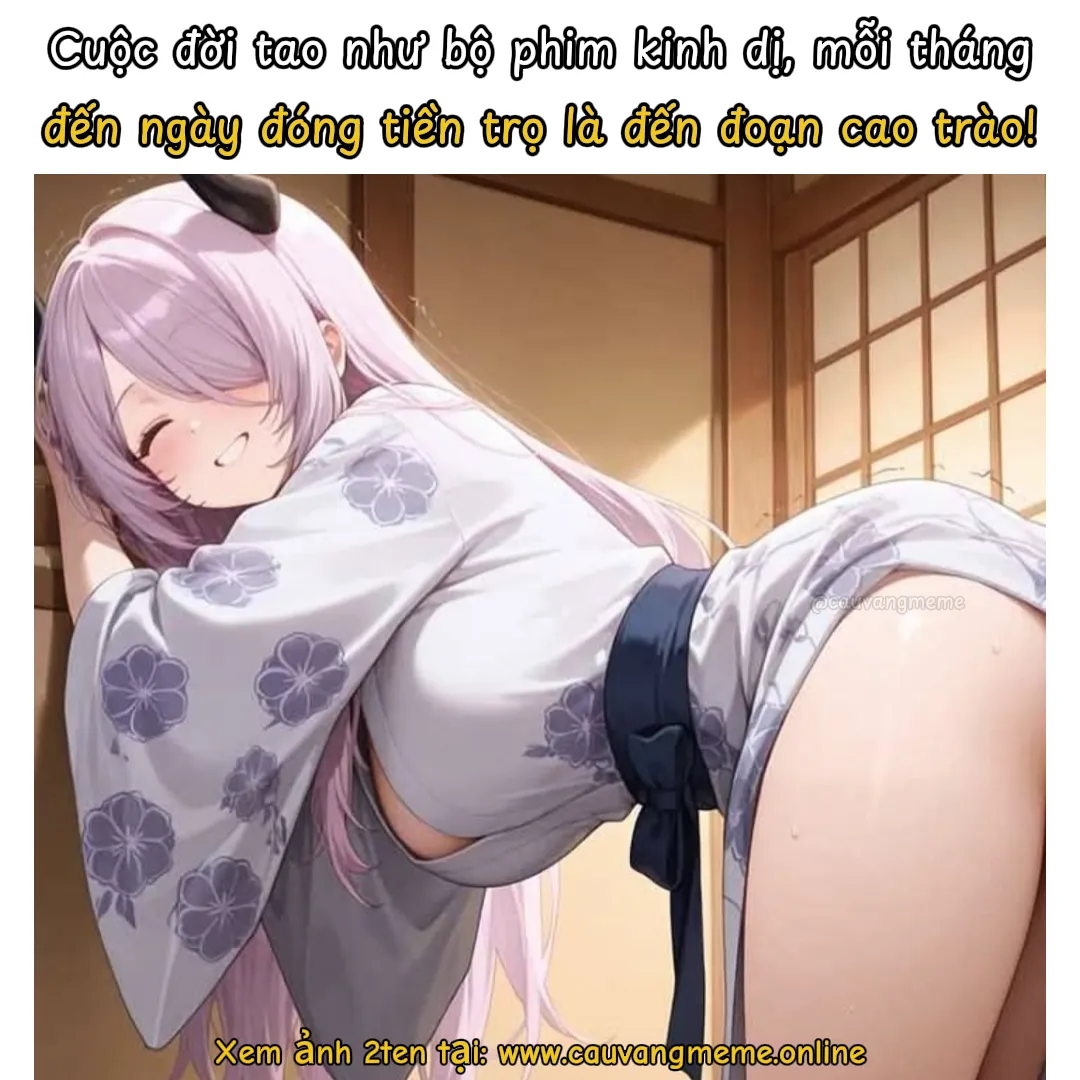 Cuộc đời tao như bộ phim kinh dị, mỗi tháng
đến ngày đóng tiền trọ là đến đoạn cao trào!
@cauvangmeme
Xem ảnh 2ten tại: www.cauvangmeme.online